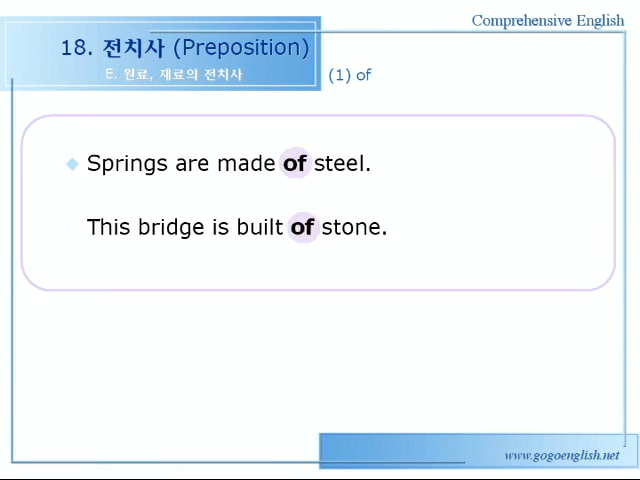 Comprehensive English
18. 전치사 (Preposition)
E. 원료, 재료의 전치사
(1) of
Springs are made of steel.
This bridge is built of stone.
www.gogoenglish.net